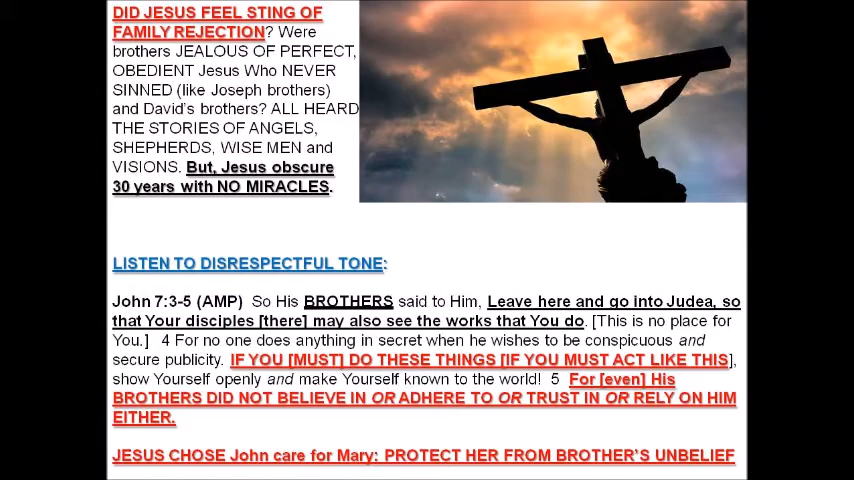 DID JESUS FEEL STING OF
FAMILY REJECTION? Were
brothers JEALOUS OF PERFECT,
OBEDIENT Jesus Who NEVER
SINNED (like Joseph brothers)
and David's brothers? ALL HEARD
THE STORIES OF ANGELS,
SHEPHERDS, WISE MEN and
VISIONS. But, Jesus obscure
30 years with NO MIRACLES.
LISTEN TO DISRESPECTFUL TONE:
John 7:3-5 (AMP) So His BROTHERS said to Him, Leave here and go into Judea, so
that Your disciples [there] may also see the works that You do. [This is no place for
You.] 4 For no one does anything in secret when he wishes to be conspicuous and
secure publicity. IF YOU [MUST] DO THESE THINGS [IF YOU MUST ACT LIKE THIS],
show Yourself openly and make Yourself known to the world! 5 For [even] His
BROTHERS DID NOT BELIEVE IN OR ADHERE TO OR TRUST IN OR RELY ON HIM
EITHER.
JESUS CHOSE John care for Mary: PROTECT HER FROM BROTHER'S UNBELIEF